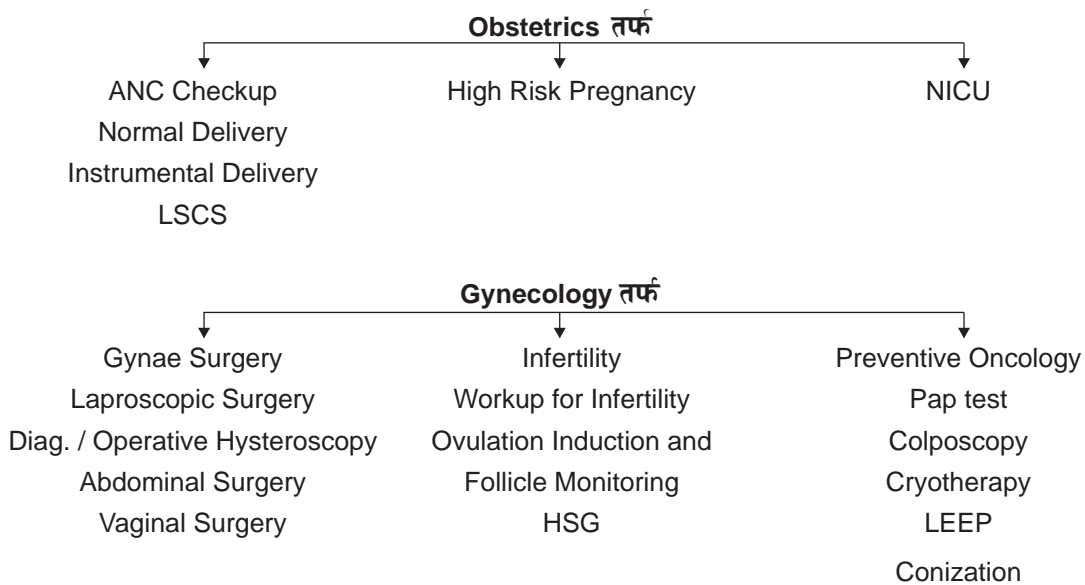 Obstetrics तर्फ
ANC Checkup
Normal Delivery
Instrumental Delivery
LSCS
High Risk Pregnancy
NICU
Gynecology तर्फ
Gynae Surgery
Laproscopic Surgery
Diag. / Operative Hysteroscopy
Abdominal Surgery
Vaginal Surgery
Infertility
Workup for Infertility
Ovulation Induction and
Follicle Monitoring
HSG
Preventive Oncology
Pap test
Colposcopy
Cryotherapy
LEEP
Conization